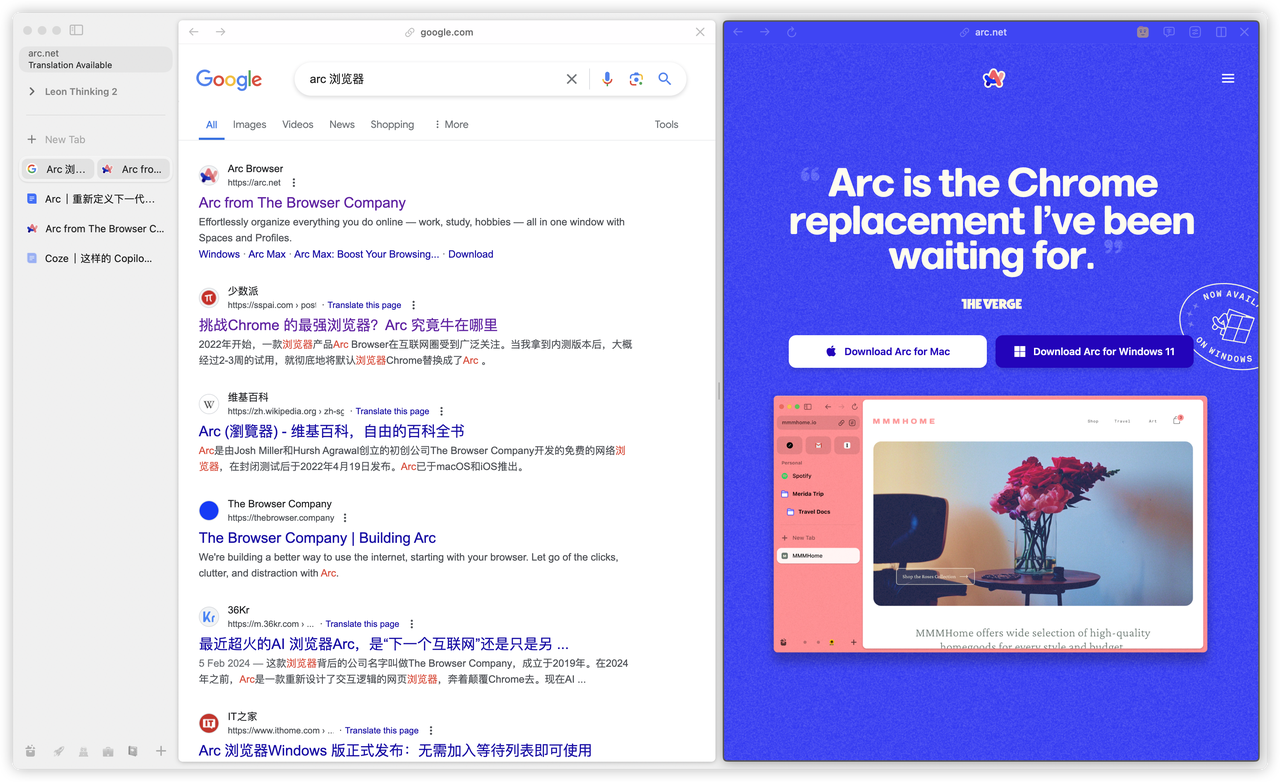 arc.net
Translation Available
Leon Thinking 2
New Tab
Arc 浏...
Arc fro...
Arc｜重新定义下一代...
Arc from The Browser C...
Coze｜这样的 Copilo...
google.com
Google
arc 浏览器
All
Images
Videos
News
Shopping
More
Tools
Arc Browser
https://arc.net
Arc from The Browser Company
Effortlessly organize everything you do online — work, study, hobbies — all in one window with
Spaces and Profiles.
Windows · Arc Max · Arc Max: Boost Your Browsing... · Download
少数派
https://sspai.com › post · Translate this page
挑战Chrome 的最强浏览器？Arc 究竟牛在哪里
2022年开始，一款浏览器产品Arc Browser在互联网圈受到广泛关注。当我拿到内测版本后，大概
经过2-3周的试用，就彻底地将默认浏览器Chrome替换成了Arc 。
W
维基百科
https://zh.wikipedia.org › zh-sg · Translate this page
Arc (瀏覽器) - 维基百科，自由的百科全书
Arc是由Josh Miller和Hursh Agrawal创立的初创公司The Browser Company开发的免费的网络浏
览器，在封闭测试后于2022年4月19日发布。Arc已于macOS和iOS推出。
The Browser Company
https://thebrowser.company
The Browser Company | Building Arc
We're building a better way to use the internet, starting with your browser. Let go of the clicks,
clutter, and distraction with Arc.
Kr
36Kr
https://m.36kr.com › ... · Translate this page
最近超火的AI 浏览器Arc，是“下一个互联网”还是只是另 ...
5 Feb 2024 — 这款浏览器背后的公司名字叫做The Browser Company，成立于2019年。在2024
年之前，Arc是一款重新设计了交互逻辑的网页浏览器，奔着颠覆Chrome去。现在AI ...
IT
IT之家
https://www.ithome.com › ... · Translate this page
Arc 浏览器Windows 版正式发布：无需加入等待列表即可使用
arc.net
“ Arc is the Chrome
replacement I’ve been
waiting for. ”
THE VERGE
NOW AVAIL
ON WINDOWS
Download Arc for Mac
Download Arc for Windows 11
mmmhome.is
Personal
Spotify
Merida Trip
Travel Docs
New Tab
MMMHome
MMMHOME
Shop
Travel
Art
Shop the Roses Collection
MMMHome offers wide selection of high-quality
homegoods for every style and budget.